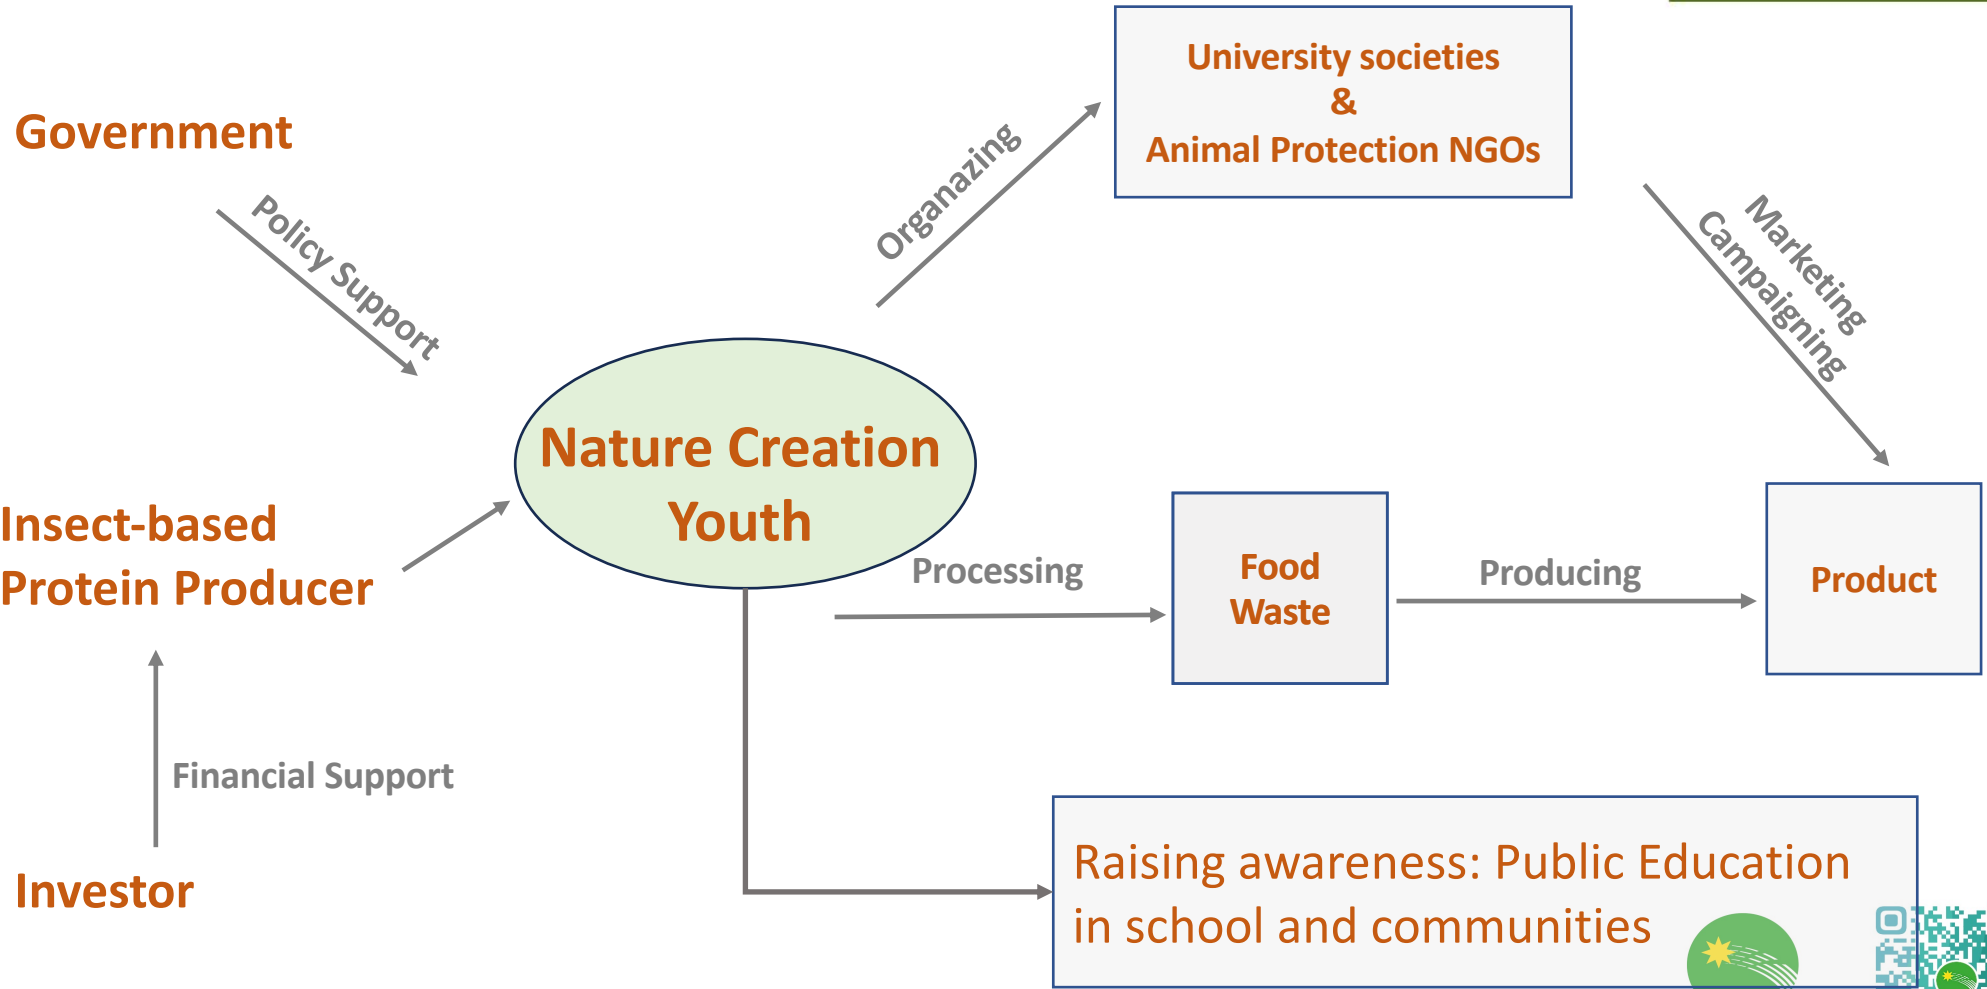 University societies
&
Animal Protection NGOs
Government
Organazing
Policy Support
Marketing
Campaigning
Nature Creation
Youth
Insect-based
Protein Producer
Processing
Food
Waste
Producing
Product
Financial Support
Investor
Raising awareness: Public Education
in school and communities